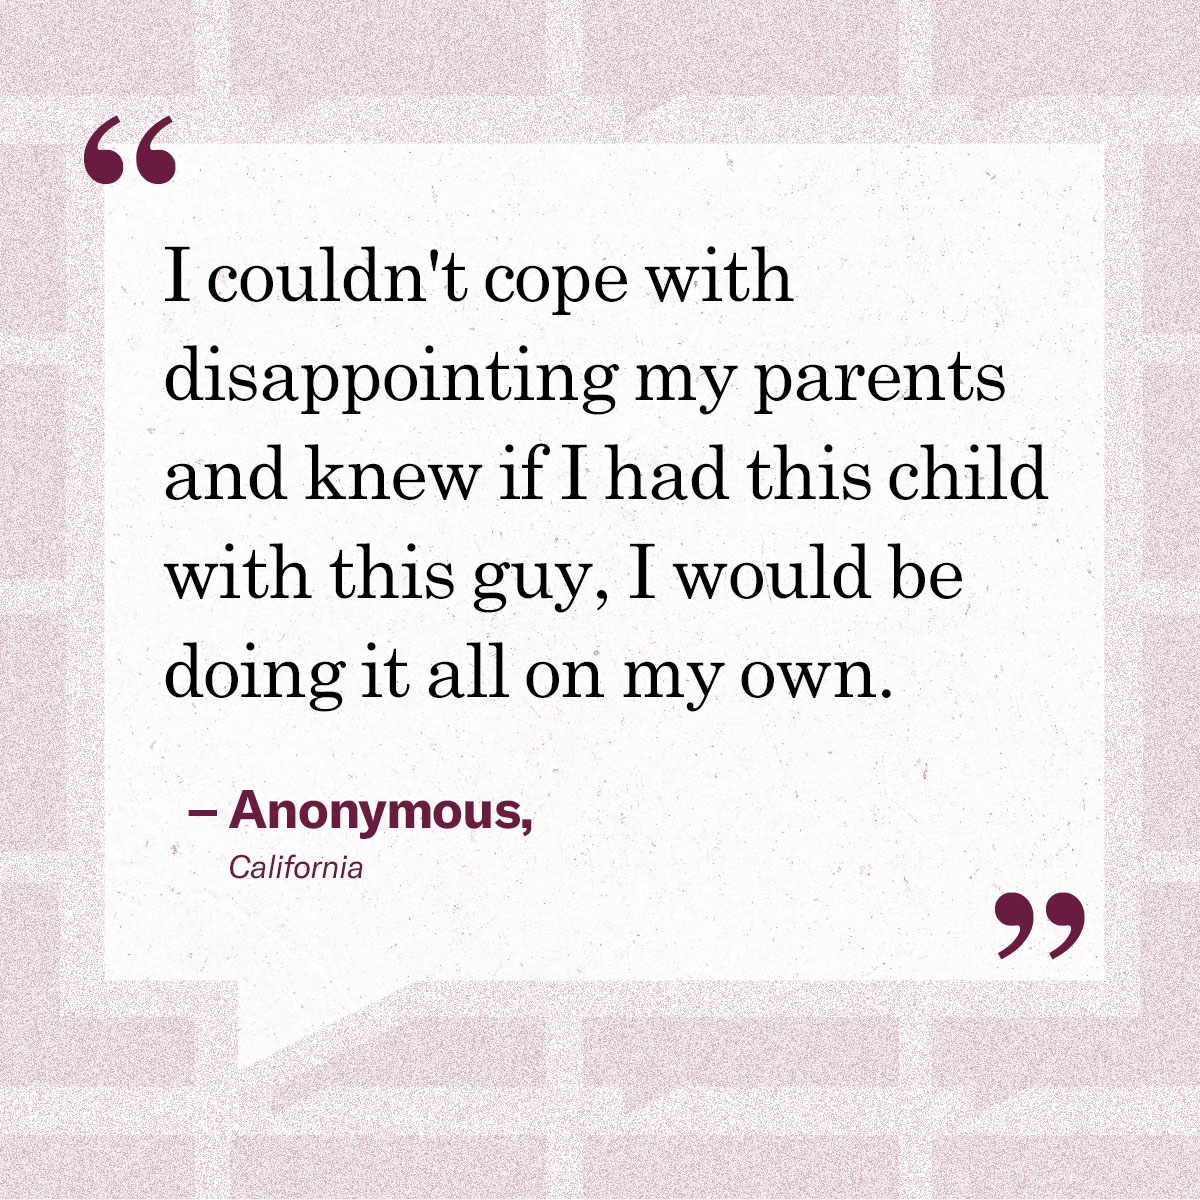 “
I couldn't cope with
disappointing my parents
and knew if I had this child
with this guy, I would be
doing it all on my own.
– Anonymous,
California
”